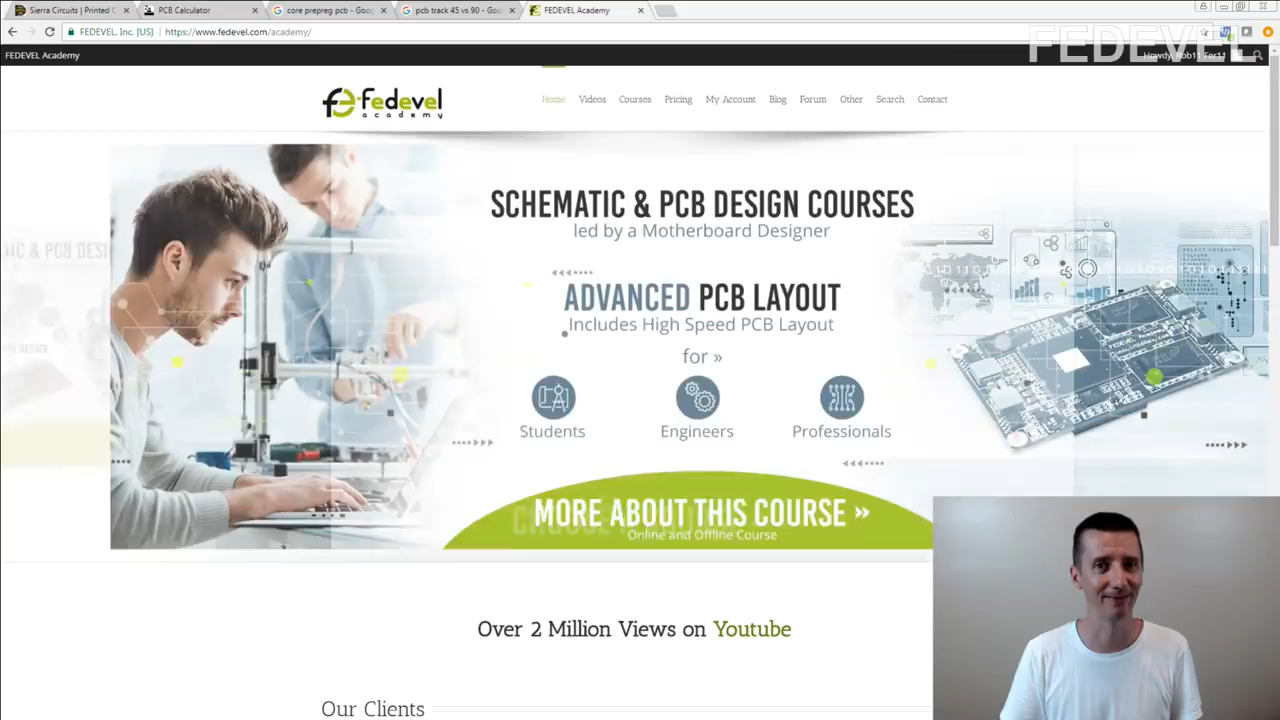 Sierra Circuits | Printed C
PCB Calculator
core prepreg pcb - Goog
pcb track 45 vs 90 - Goo
FEDEVEL Academy
FEDEVEL, Inc. [US]
https://www.fedevel.com/academy/
FEDEVEL
FEDEVEL Academy
Howdy, Rob11 Fer11
fedevel
academy
Home
Videos
Courses
Pricing
My Account
Blog
Forum
Other
Search
Contact
SCHEMATIC & PCB DESIGN COURSES
led by a Motherboard Designer
ADVANCED PCB LAYOUT
Includes High Speed PCB Layout
for »
Students
Engineers
Professionals
MORE ABOUT THIS COURSE »
Online and Offline Course
Over 2 Million Views on Youtube
Our Clients